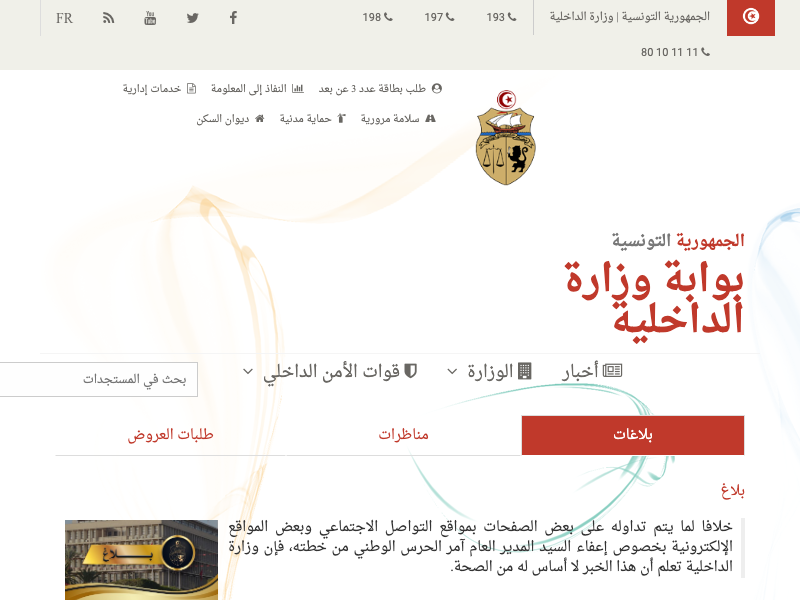 الجمهورية التونسية | وزارة الداخلية
193
197
198
FR
80 10 11 11
طلب بطاقة عدد 3 عن بعد
النفاذ إلى المعلومة
خدمات إدارية
سلامة مرورية
حماية مدنية
ديوان السكن
الجمهورية التونسية
بوابة وزارة
الداخلية
أخبار
الوزارة
قوات الأمن الداخلي
بحث في المستجدات
بلاغات
مناظرات
طلبات العروض
بلاغ
خلافا لما يتم تداوله على بعض الصفحات بمواقع التواصل الاجتماعي وبعض المواقع
الإلكترونية بخصوص إعفاء السيد المدير العام آمر الحرس الوطني من خطته، فإن وزارة
الداخلية تعلم أن هذا الخبر لا أساس له من الصحة.
بلاغ